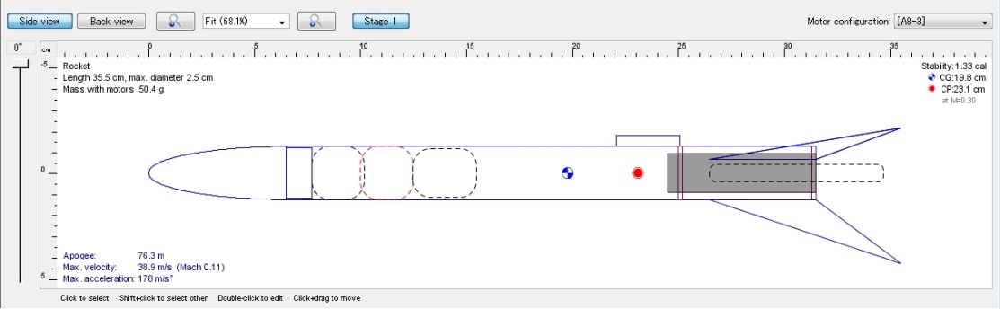 Side view Back view Fit (68.1%) Stage 1 Motor configuration: [A8-3]
0°
cm 0 5 10 15 20 25 30 35
-5
0
5
Rocket
Length 35.5 cm, max. diameter 2.5 cm
Mass with motors 50.4 g
Stability: 1.33 cal
CG:19.8 cm
CP:23.1 cm
at M=0.30
Apogee: 76.3 m
Max. velocity: 38.9 m/s (Mach 0.11)
Max. acceleration: 178 m/s²
Click to select Shift+click to select other Double-click to edit Click+drag to move